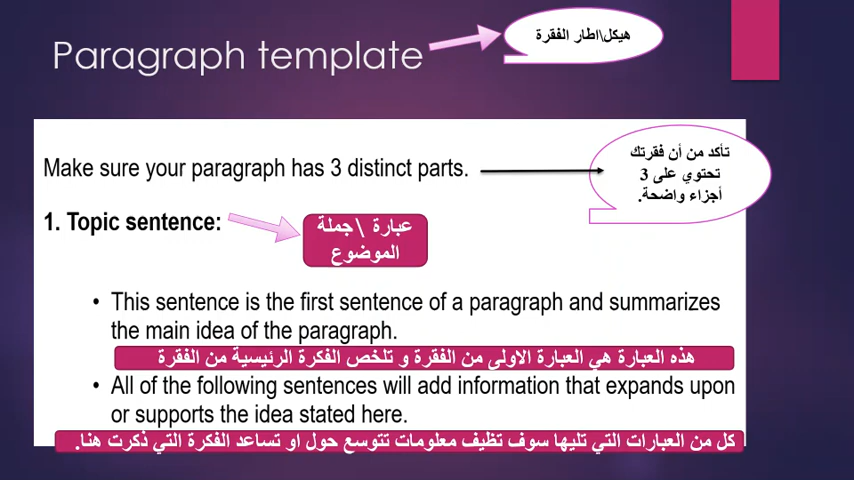 Paragraph template
هيكل\اطار الفقرة
Make sure your paragraph has 3 distinct parts.
تأكد من أن فقرتك
تحتوي على 3
أجزاء واضحة.
1. Topic sentence:
عبارة \جملة
الموضوع
• This sentence is the first sentence of a paragraph and summarizes
the main idea of the paragraph.
هذه العبارة هي العبارة الاولى من الفقرة و تلخص الفكرة الرئيسية من الفقرة
• All of the following sentences will add information that expands upon
or supports the idea stated here.
كل من العبارات التي تليها سوف تظيف معلومات تتوسع حول او تساعد الفكرة التي ذكرت هنا.